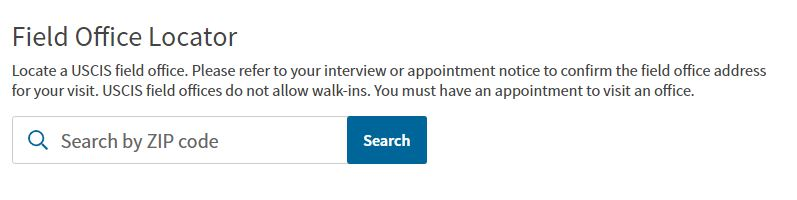 Field Office Locator
Locate a USCIS field office. Please refer to your interview or appointment notice to confirm the field office address
for your visit. USCIS field offices do not allow walk-ins. You must have an appointment to visit an office.
Search by ZIP code Search